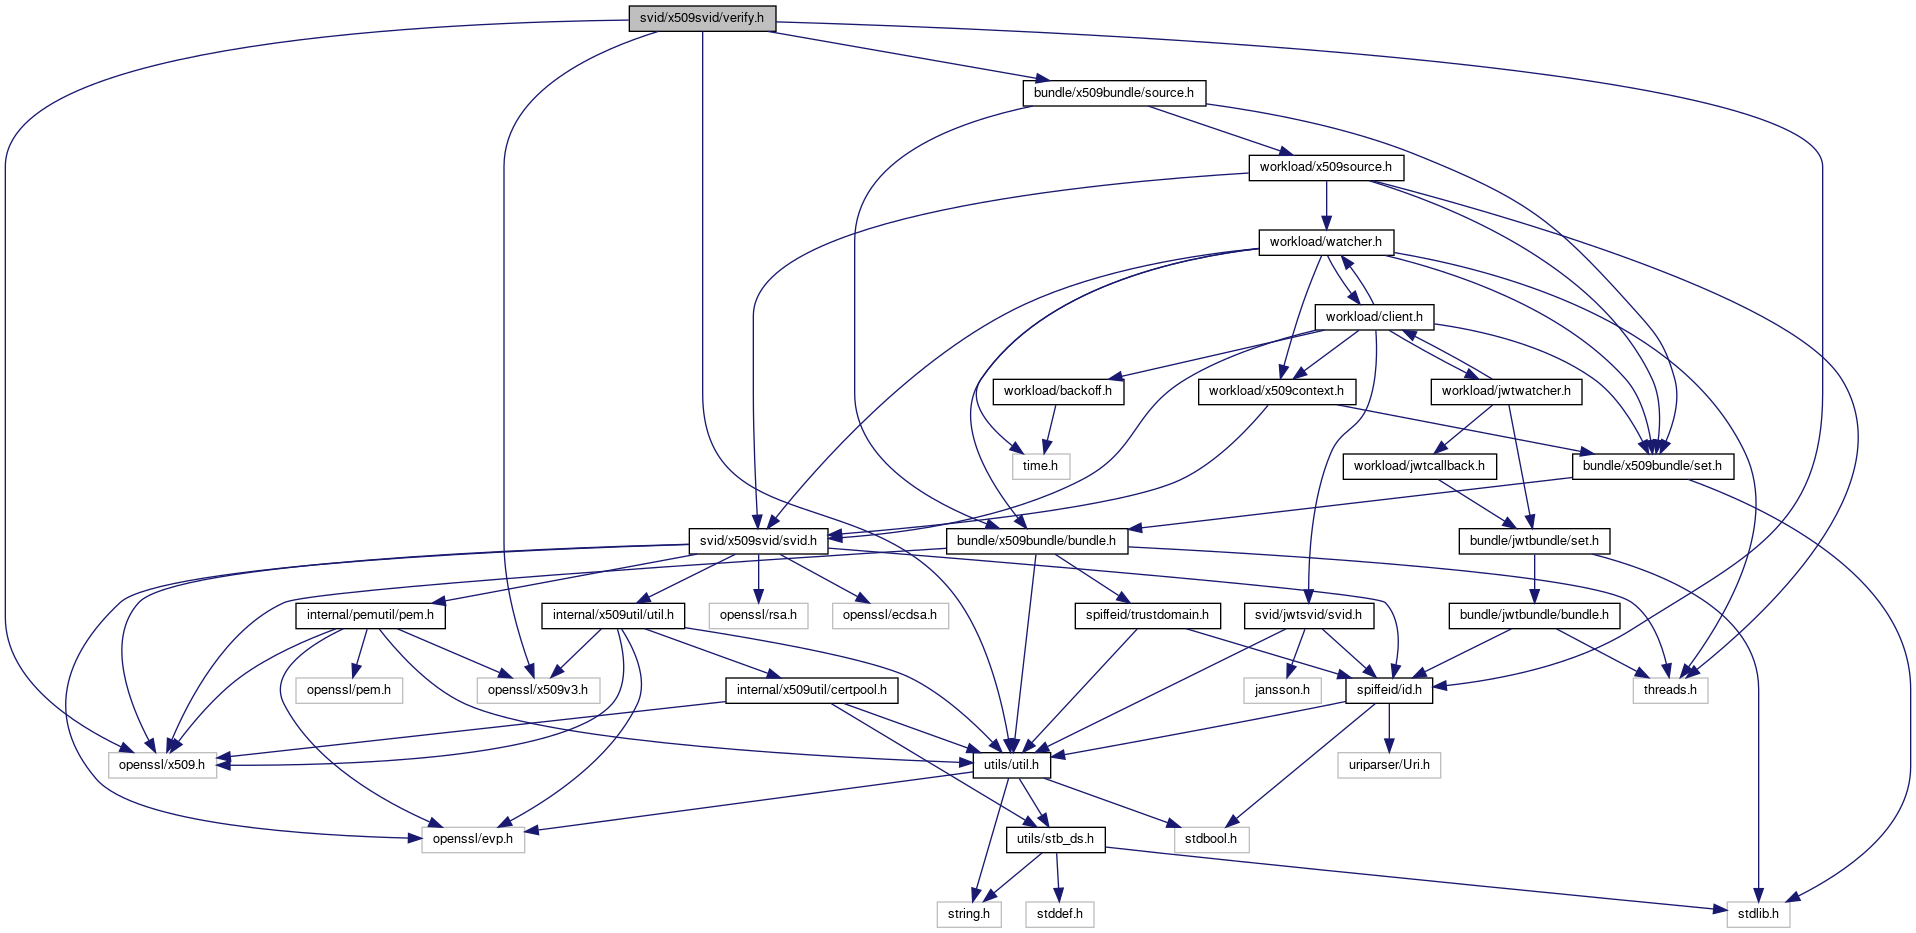 svid/x509svid/verify.h
bundle/x509bundle/source.h
workload/x509source.h
workload/watcher.h
workload/client.h
workload/backoff.h
workload/x509context.h
workload/jwtwatcher.h
time.h
workload/jwtcallback.h
bundle/x509bundle/set.h
svid/x509svid/svid.h
bundle/x509bundle/bundle.h
bundle/jwtbundle/set.h
internal/pemutil/pem.h
internal/x509util/util.h
openssl/rsa.h
openssl/ecdsa.h
spiffeid/trustdomain.h
svid/jwtsvid/svid.h
bundle/jwtbundle/bundle.h
openssl/pem.h
openssl/x509v3.h
internal/x509util/certpool.h
jansson.h
spiffeid/id.h
threads.h
openssl/x509.h
utils/util.h
uriparser/Uri.h
openssl/evp.h
utils/stb_ds.h
stdbool.h
string.h
stddef.h
stdlib.h